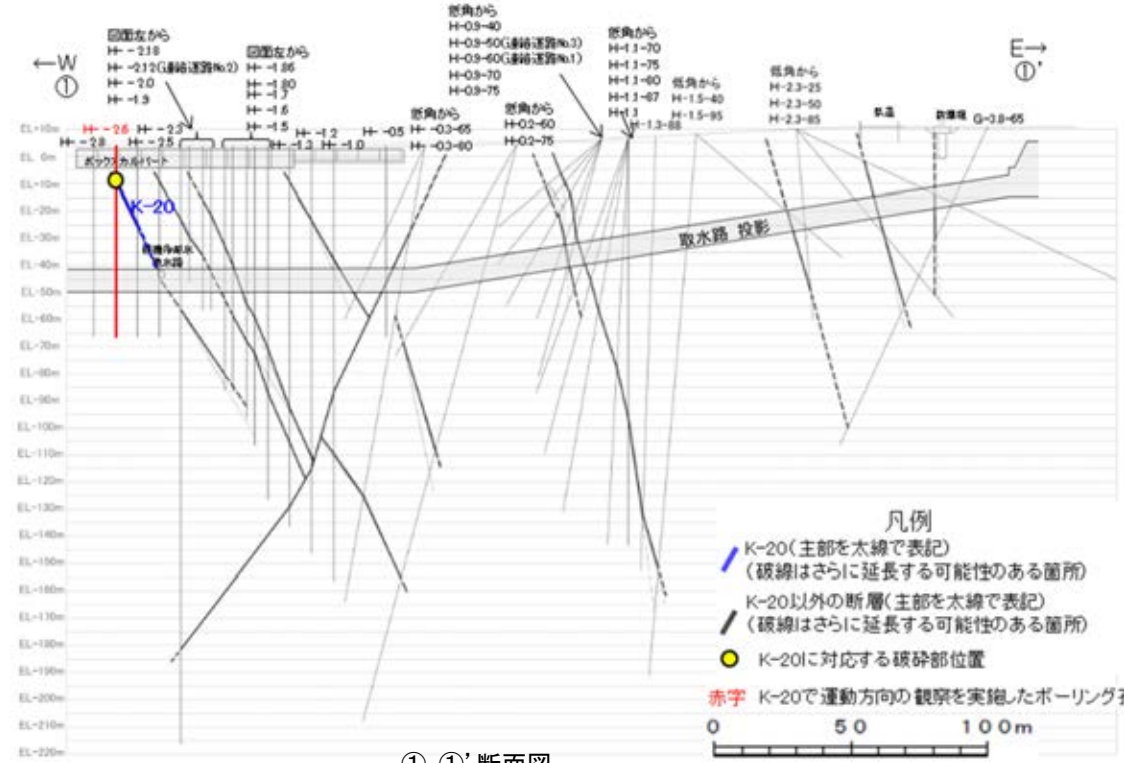 ←W
①
図面左から
H- -2.18
H- -2.12(G連絡道路No.2)
H- -2.0
H- -1.9
図面左から
H- -1.86
H- -1.80
H- -1.7
H- -1.6
H- -1.5
低角から
H-0.9-40
H-0.9-50(G連絡道路No.3)
H-0.9-60(G連絡道路No.1)
H-0.9-70
H-0.9-75
低角から
H-1.1-70
H-1.1-75
H-1.1-80
H-1.1-87
H-1.1
H-1.3-88
低角から
H-1.5-40
H-1.5-95
低角から
H-2.3-25
H-2.3-50
H-2.3-85
E→
①'
低角から
H- -0.3-65
H- -0.3-80
低角から
H-0.2-60
H-0.2-75
G-3.8-65
H- -2.8
H- -2.6
H- -2.5
H- -2.3
H- -1.3
H- -1.2
H- -1.0
H- -0.5
ボックスカルバート
K-20
取水路 投影
EL+10m
EL 0m
EL-10m
EL-20m
EL-30m
EL-40m
EL-50m
EL-60m
EL-70m
EL-80m
EL-90m
EL-100m
EL-110m
EL-120m
EL-130m
EL-140m
EL-150m
EL-160m
EL-170m
EL-180m
EL-190m
EL-200m
EL-210m
EL-220m
凡例
K-20(主部を太線で表記)
(破線はさらに延長する可能性のある箇所)
K-20以外の断層(主部を太線で表記)
(破線はさらに延長する可能性のある箇所)
K-20に対応する破砕部位置
赤字 K-20で運動方向の観察を実施したボーリング
0 50 100m
①-①'断面図